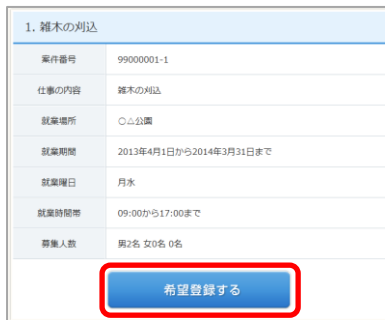 1. 雑木の刈込
案件番号 99000001-1
仕事の内容 雑木の刈込
就業場所 ○△公園
就業期間 2013年4月1日から2014年3月31日まで
就業曜日 月水
就業時間帯 09:00から17:00まで
募集人数 男2名 女0名 0名
希望登録する